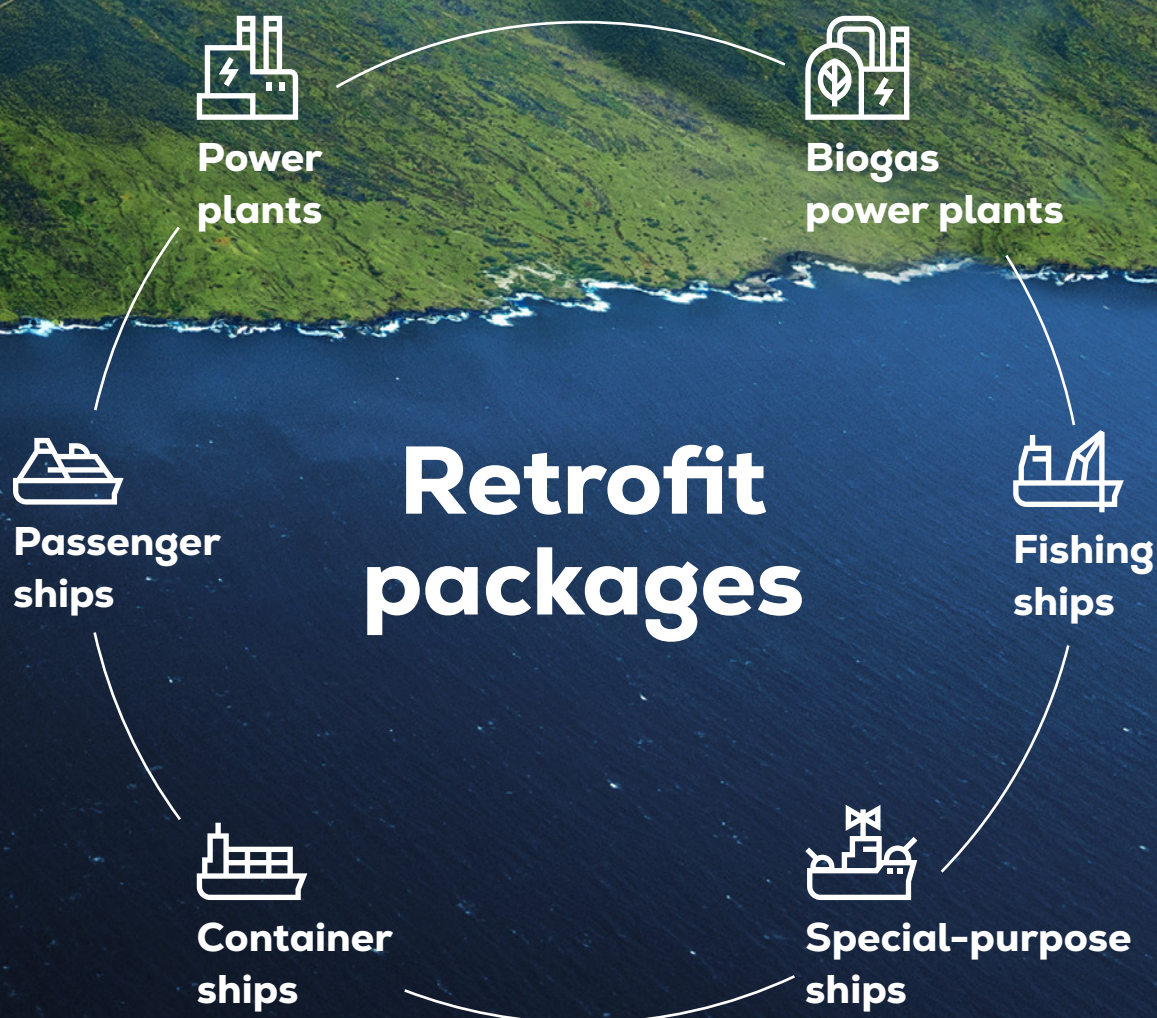 Power
plants
Biogas
power plants
Retrofit
packages
Passenger
ships
Fishing
ships
Container
ships
Special-purpose
ships